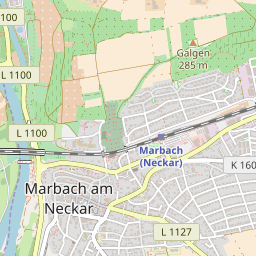 100
L 1100
Galgen
285 m
L 1100
Marbach
(Neckar)
K 160
Marbach am
Neckar
L 1127